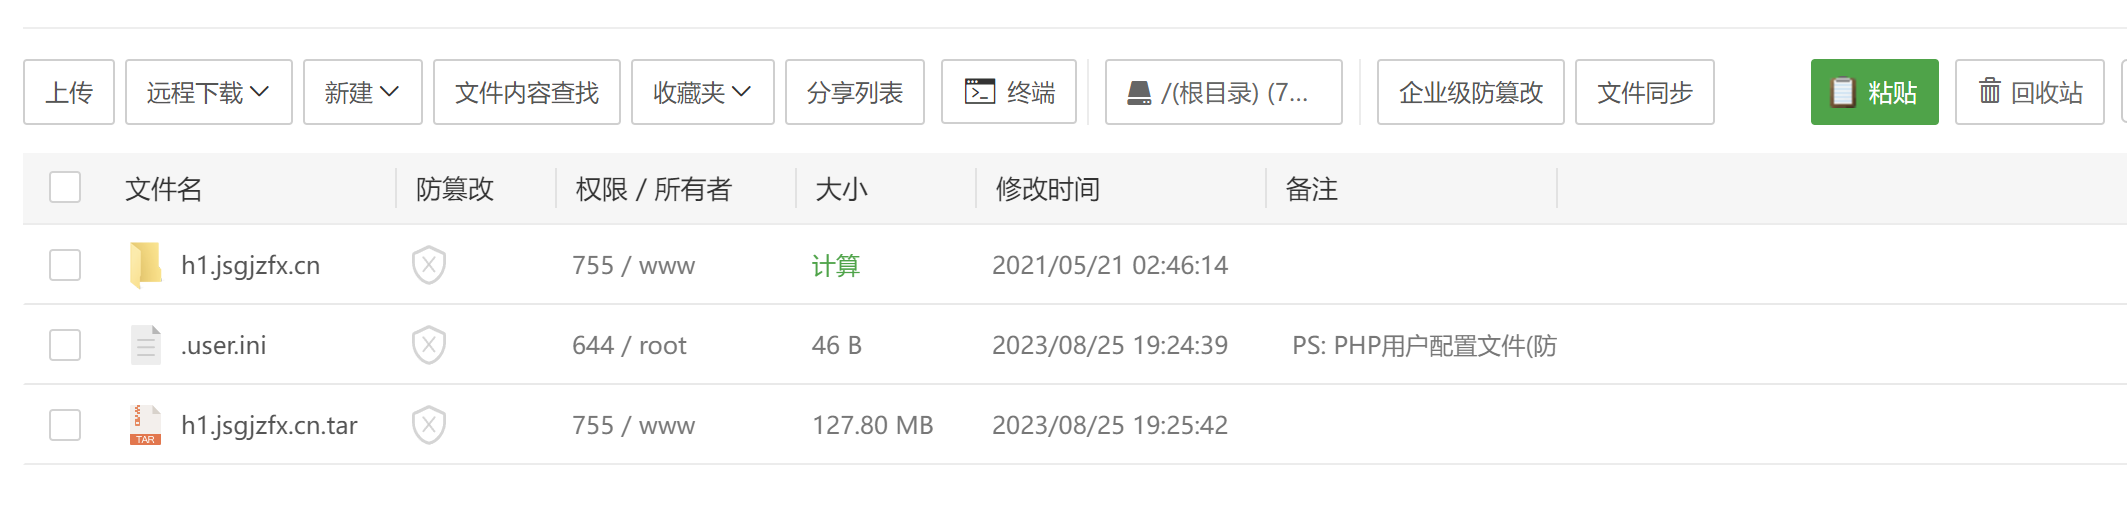 上传 远程下载 新建 文件内容查找 收藏夹 分享列表 终端 /(根目录) (7... 企业级防篡改 文件同步 粘贴 回收站
文件名 防篡改 权限 / 所有者 大小 修改时间 备注
h1.jsgjzfx.cn 755 / www 计算 2021/05/21 02:46:14
.user.ini 644 / root 46 B 2023/08/25 19:24:39 PS: PHP用户配置文件(防
TAR h1.jsgjzfx.cn.tar 755 / www 127.80 MB 2023/08/25 19:25:42